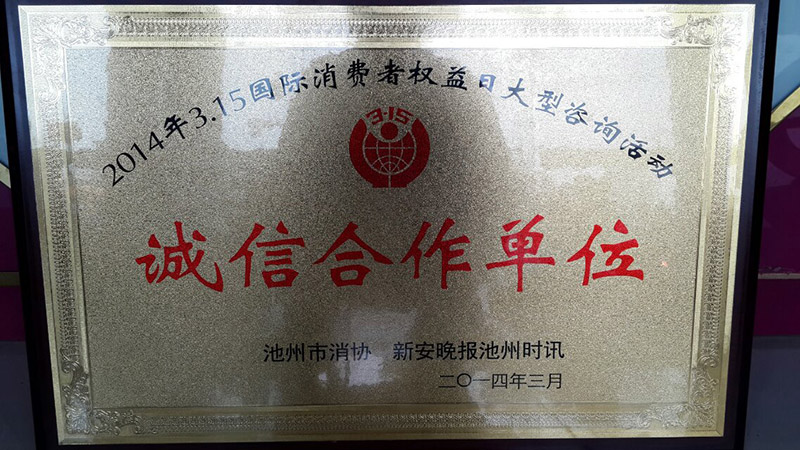 2014年3.15国际消费者权益日大型咨询活动
3·15
诚信合作单位
池州市消协 新安晚报池州时讯
二〇一四年三月